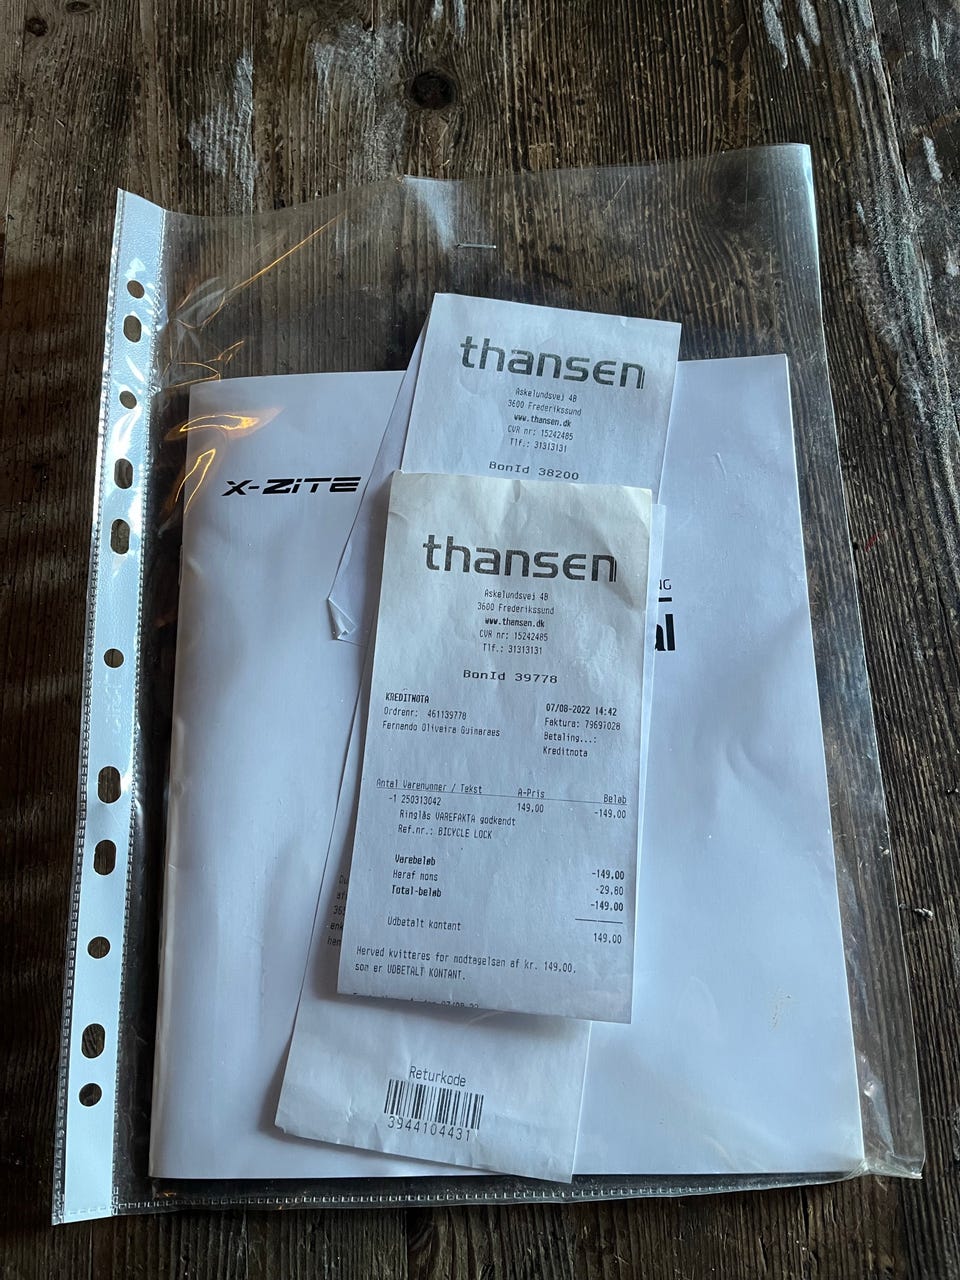 thansen
Askelundsvej 4B
3600 Frederikssund
www.thansen.dk
CVR nr: 15242485
Tlf.: 31313131
BonId 38200
X-ZITE
NG
al
thansen
Askelundsvej 4B
3600 Frederikssund
www.thansen.dk
CVR nr: 15242485
Tlf.: 31313131
BonId 39778
KREDITNOTA 07/08-2022 14:42
Ordrenr: 461139778 Faktura: 79697028
Fernando Oliveira Guimaraes Betaling...:
Kreditnota
Antal Varenummer / Tekst A-Pris Beløb
-1 250313042 149,00 -149,00
Ringlås VAREFAKTA godkendt
Ref.nr.: BICYCLE LOCK
Varebeløb -149,00
Heraf moms -29,80
Total-beløb -149,00
Udbetalt kontant 149,00
Herved kvitteres for modtagelsen af kr. 149,00,
som er UDBETALT KONTANT.
Returkode
3944104431